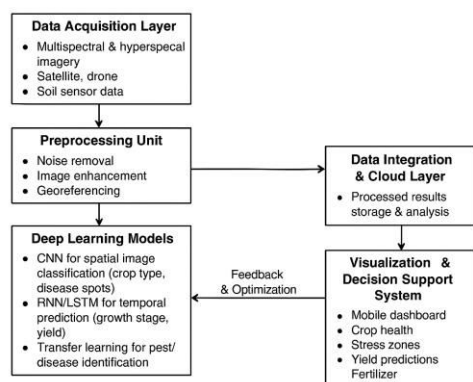 Data Acquisition Layer
• Multispectral & hyperspecal
imagery
• Satellite, drone
• Soil sensor data
Preprocessing Unit
• Noise removal
• Image enhancement
• Georeferencing
Data Integration
& Cloud Layer
• Processed results
storage & analysis
Deep Learning Models
• CNN for spatial image
classification (crop type,
disease spots)
• RNN/LSTM for temporal
prediction (growth stage,
yield)
• Transfer learning for pest/
disease identification
Feedback
& Optimization
Visualization &
Decision Support
System
• Mobile dashboard
• Crop health
• Stress zones
• Yield predictions
Fertilizer